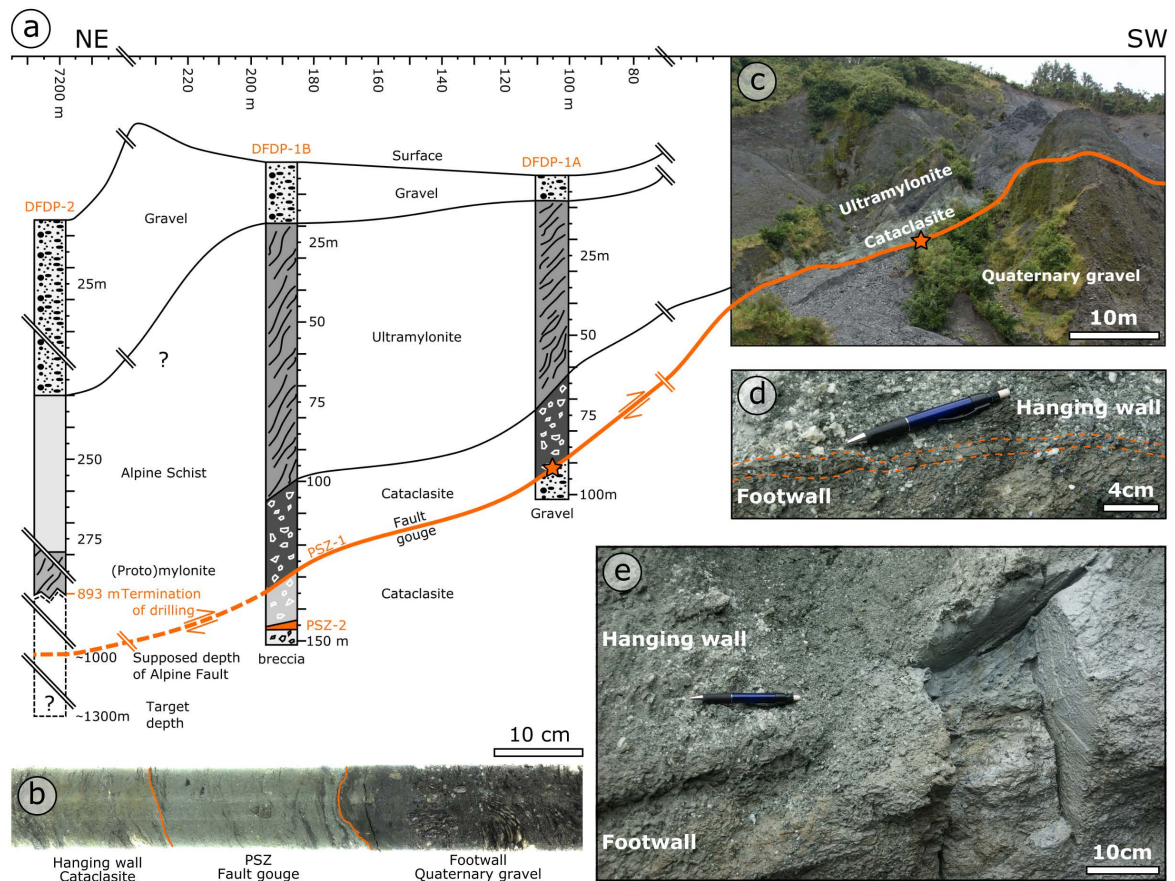 a
NE
SW
7200 m
220
200 m
180
160
140
120
100 m
80
DFDP-2
DFDP-1B
DFDP-1A
Surface
Gravel
Gravel
25m
25m
25m
?
50
50
Ultramylonite
75
75
250
Alpine Schist
100
Cataclasite
100m
Gravel
275
PSZ-1
Fault
gouge
(Proto)mylonite
Cataclasite
893 m
Termination
of drilling
PSZ-2
150 m
breccia
~1000
Supposed depth
of Alpine Fault
?
Target
depth
~1300m
10 cm
b
Hanging wall
Cataclasite
PSZ
Fault gouge
Footwall
Quaternary gravel
c
Ultramylonite
Cataclasite
Quaternary gravel
10m
d
Hanging wall
Footwall
4cm
e
Hanging wall
Footwall
10cm